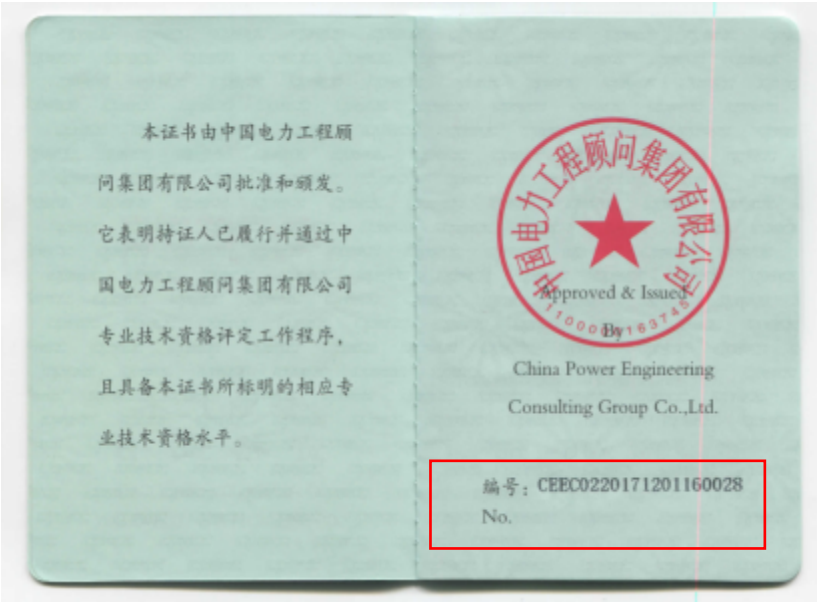 本证书由中国电力工程顾
问集团有限公司批准和颁发。
它表明持证人已履行并通过中
国电力工程顾问集团有限公司
专业技术资格评定工作程序，
且具备本证书所标明的相应专
业技术资格水平。
中国电力工程顾问集团有限公司
Approved & Issued
By
China Power Engineering
Consulting Group Co.,Ltd.
编号：CEEC0220171201160028
No.